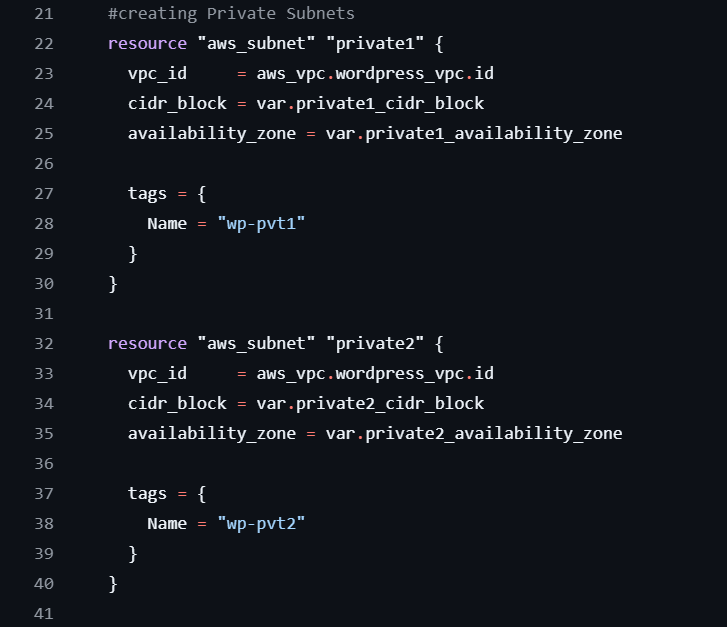 21 #creating Private Subnets
22 resource "aws_subnet" "private1" {
23   vpc_id     = aws_vpc.wordpress_vpc.id
24   cidr_block = var.private1_cidr_block
25   availability_zone = var.private1_availability_zone
26
27   tags = {
28     Name = "wp-pvt1"
29   }
30 }
31
32 resource "aws_subnet" "private2" {
33   vpc_id     = aws_vpc.wordpress_vpc.id
34   cidr_block = var.private2_cidr_block
35   availability_zone = var.private2_availability_zone
36
37   tags = {
38     Name = "wp-pvt2"
39   }
40 }
41